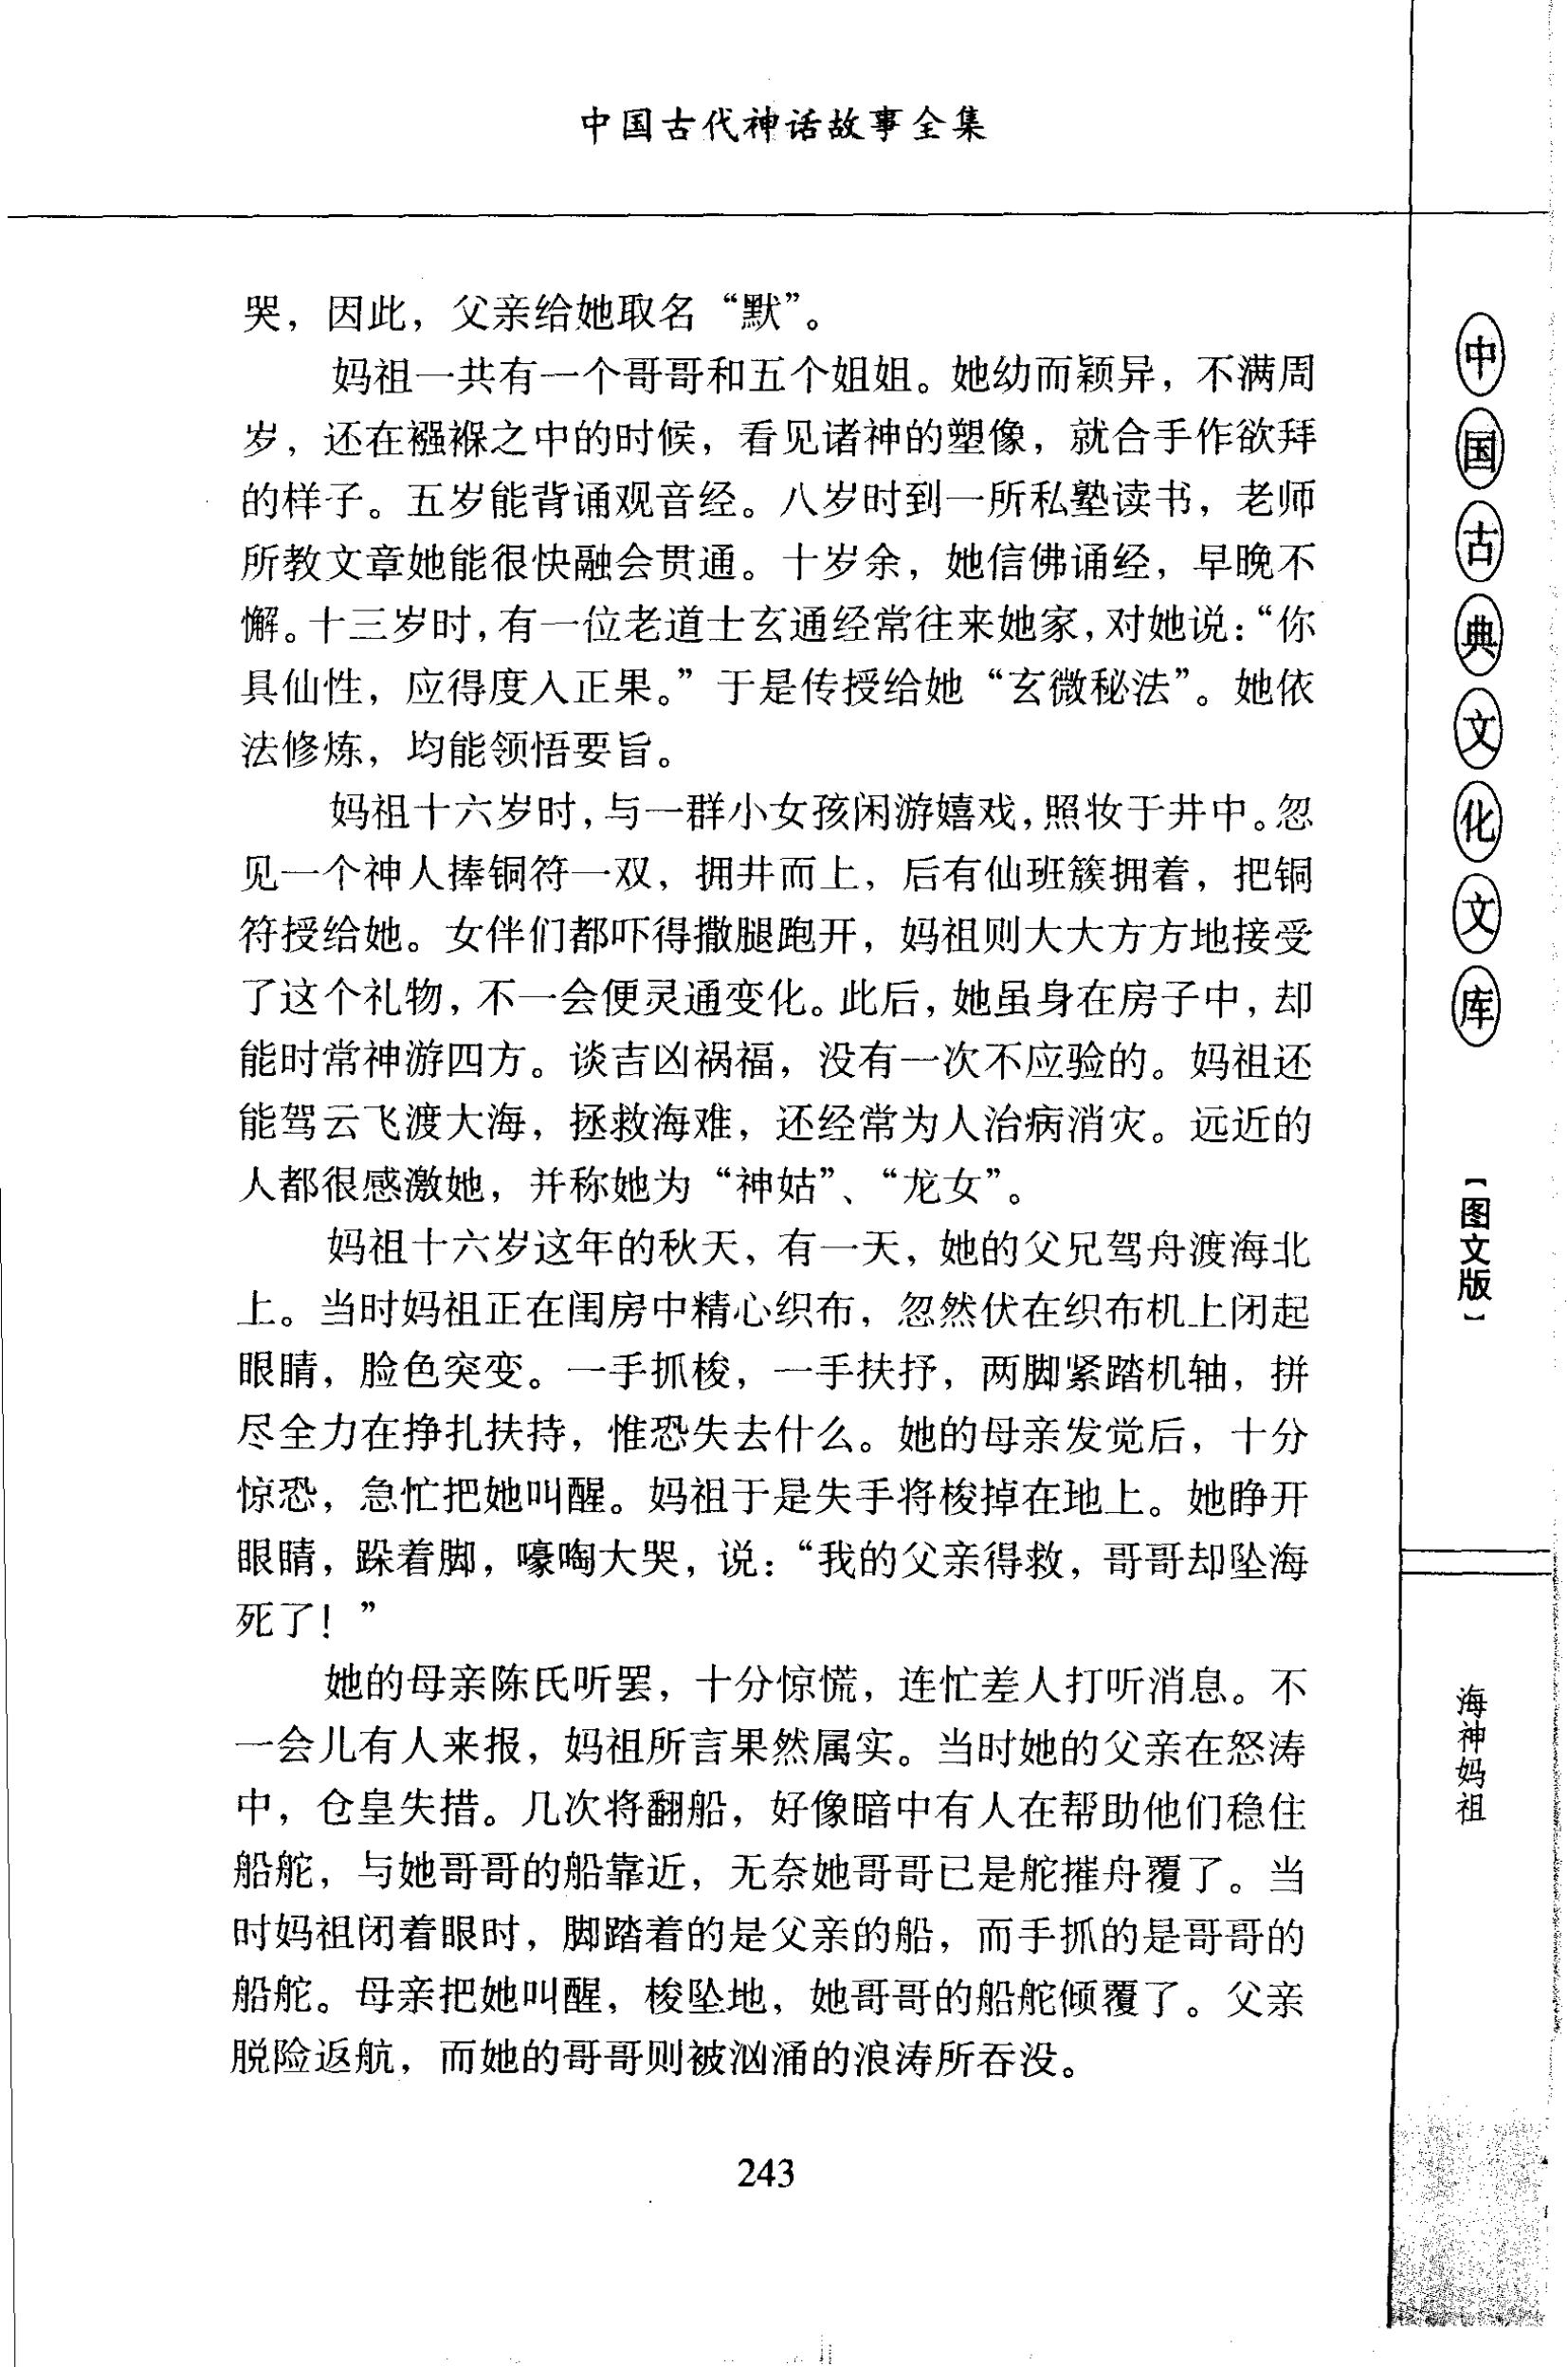 中国古代神话故事全集
哭，因此，父亲给她取名“默”。
妈祖一共有一个哥哥和五个姐姐。她幼而颖异，不满周
岁，还在襁褓之中的时候，看见诸神的塑像，就合手作欲拜
的样子。五岁能背诵观音经。八岁时到一所私塾读书，老师
所教文章她能很快融会贯通。十岁余，她信佛诵经，早晚不
懈。十三岁时，有一位老道士玄通经常往来她家，对她说：“你
具仙性，应得度入正果。”于是传授给她“玄微秘法”。她依
法修炼，均能领悟要旨。
妈祖十六岁时，与一群小女孩闲游嬉戏，照妆于井中。忽
见一个神人捧铜符一双，拥井而上，后有仙班簇拥着，把铜
符授给她。女伴们都吓得撒腿跑开，妈祖则大大方方地接受
了这个礼物，不一会便灵通变化。此后，她虽身在房子中，却
能时常神游四方。谈吉凶祸福，没有一次不应验的。妈祖还
能驾云飞渡大海，拯救海难，还经常为人治病消灾。远近的
人都很感激她，并称她为“神姑”、“龙女”。
妈祖十六岁这年的秋天，有一天，她的父兄驾舟渡海北
上。当时妈祖正在闺房中精心织布，忽然伏在织布机上闭起
眼睛，脸色突变。一手抓梭，一手扶抒，两脚紧踏机轴，拼
尽全力在挣扎扶持，惟恐失去什么。她的母亲发觉后，十分
惊恐，急忙把她叫醒。妈祖于是失手将梭掉在地上。她睁开
眼睛，跺着脚，嚎啕大哭，说：“我的父亲得救，哥哥却坠海
死了！”
她的母亲陈氏听罢，十分惊慌，连忙差人打听消息。不
一会儿有人来报，妈祖所言果然属实。当时她的父亲在怒涛
中，仓皇失措。几次将翻船，好像暗中有人在帮助他们稳住
船舵，与她哥哥的船靠近，无奈她哥哥已是舵摧舟覆了。当
时妈祖闭着眼时，脚踏着的是父亲的船，而手抓的是哥哥的
船舵。母亲把她叫醒，梭坠地，她哥哥的船舵倾覆了。父亲
脱险返航，而她的哥哥则被汹涌的浪涛所吞没。
243
中国古典文化文库
【图文版】
海神妈祖